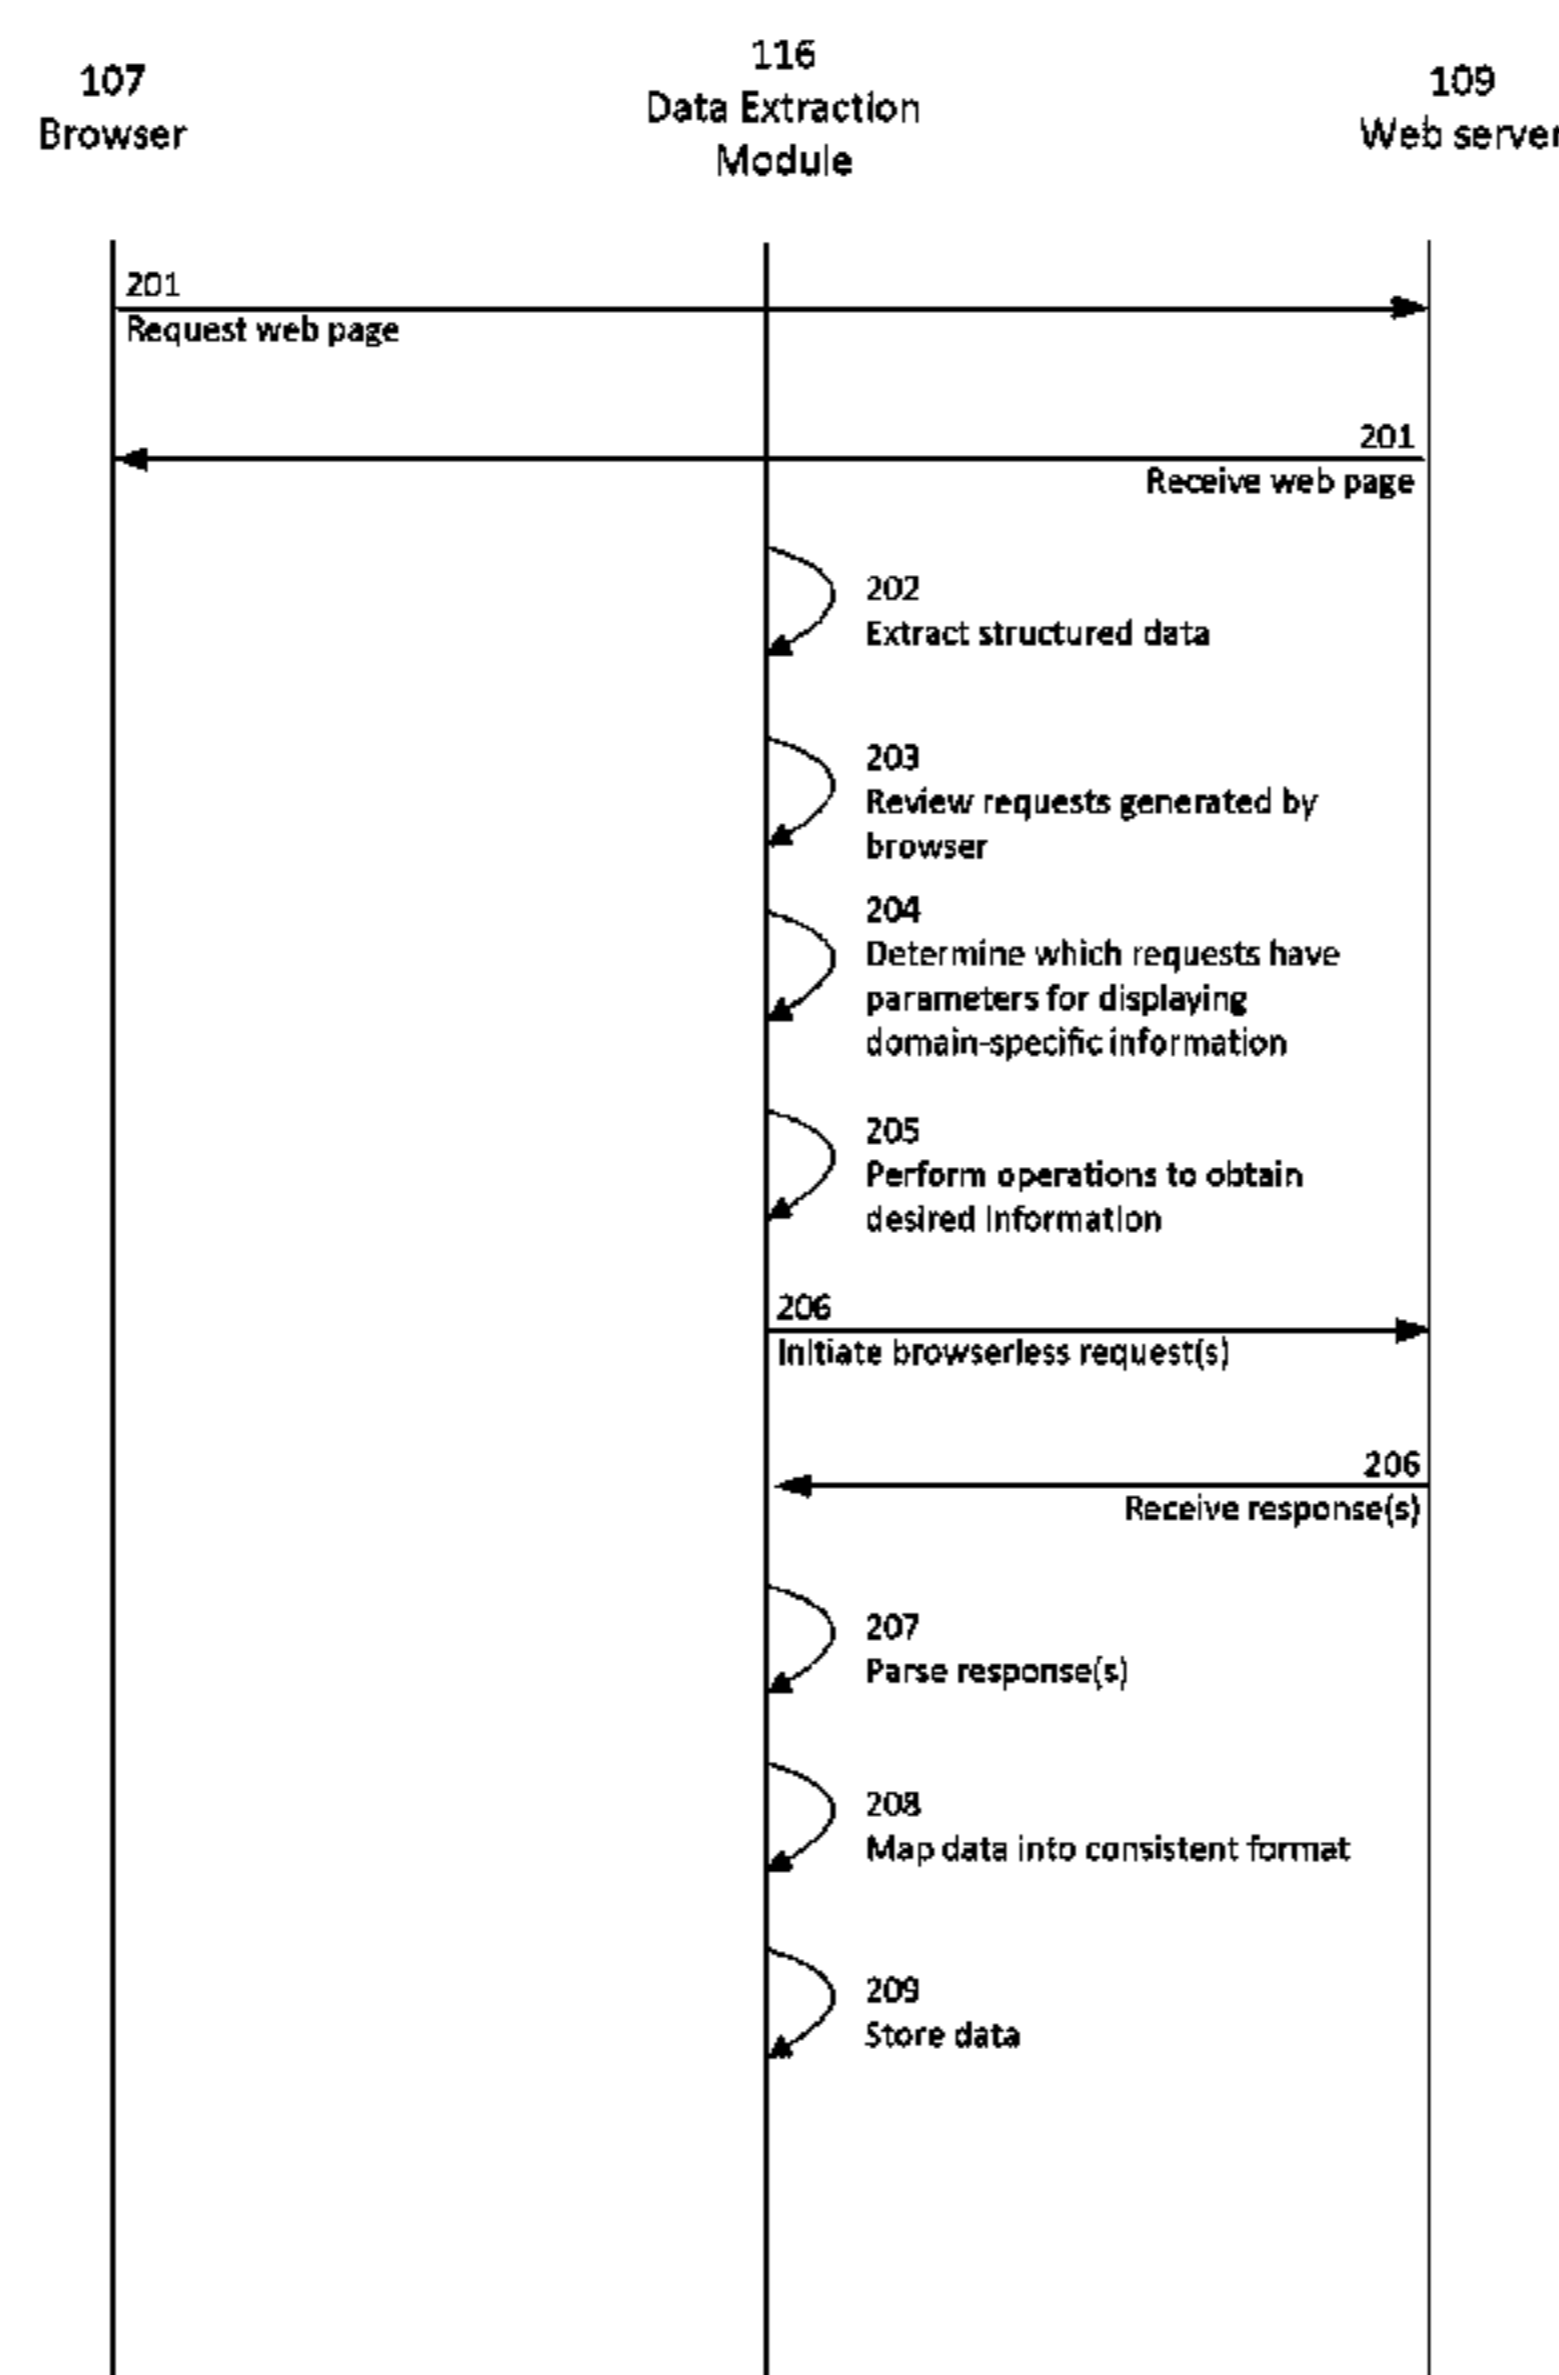 107
Browser
116
Data Extraction
Module
109
Web server
201
Request web page
201
Receive web page
202
Extract structured data
203
Review requests generated by
browser
204
Determine which requests have
parameters for displaying
domain-specific information
205
Perform operations to obtain
desired information
206
Initiate browserless request(s)
206
Receive response(s)
207
Parse response(s)
208
Map data into consistent format
209
Store data